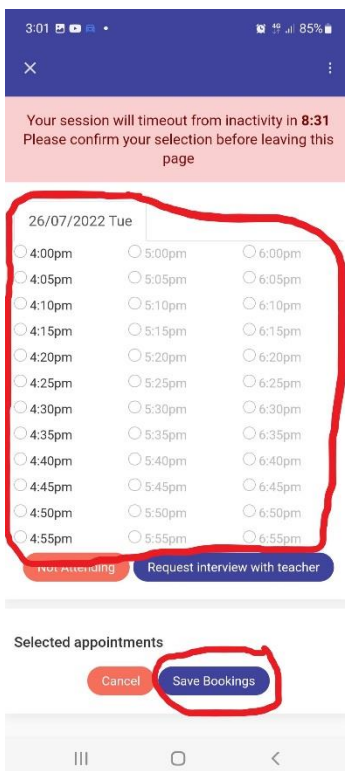 3:01
4G 85%
Your session will timeout from inactivity in 8:31
Please confirm your selection before leaving this
page
26/07/2022 Tue
4:00pm 5:00pm 6:00pm
4:05pm 5:05pm 6:05pm
4:10pm 5:10pm 6:10pm
4:15pm 5:15pm 6:15pm
4:20pm 5:20pm 6:20pm
4:25pm 5:25pm 6:25pm
4:30pm 5:30pm 6:30pm
4:35pm 5:35pm 6:35pm
4:40pm 5:40pm 6:40pm
4:45pm 5:45pm 6:45pm
4:50pm 5:50pm 6:50pm
4:55pm 5:55pm 6:55pm
Not Attending Request interview with teacher
Selected appointments
Cancel Save Bookings